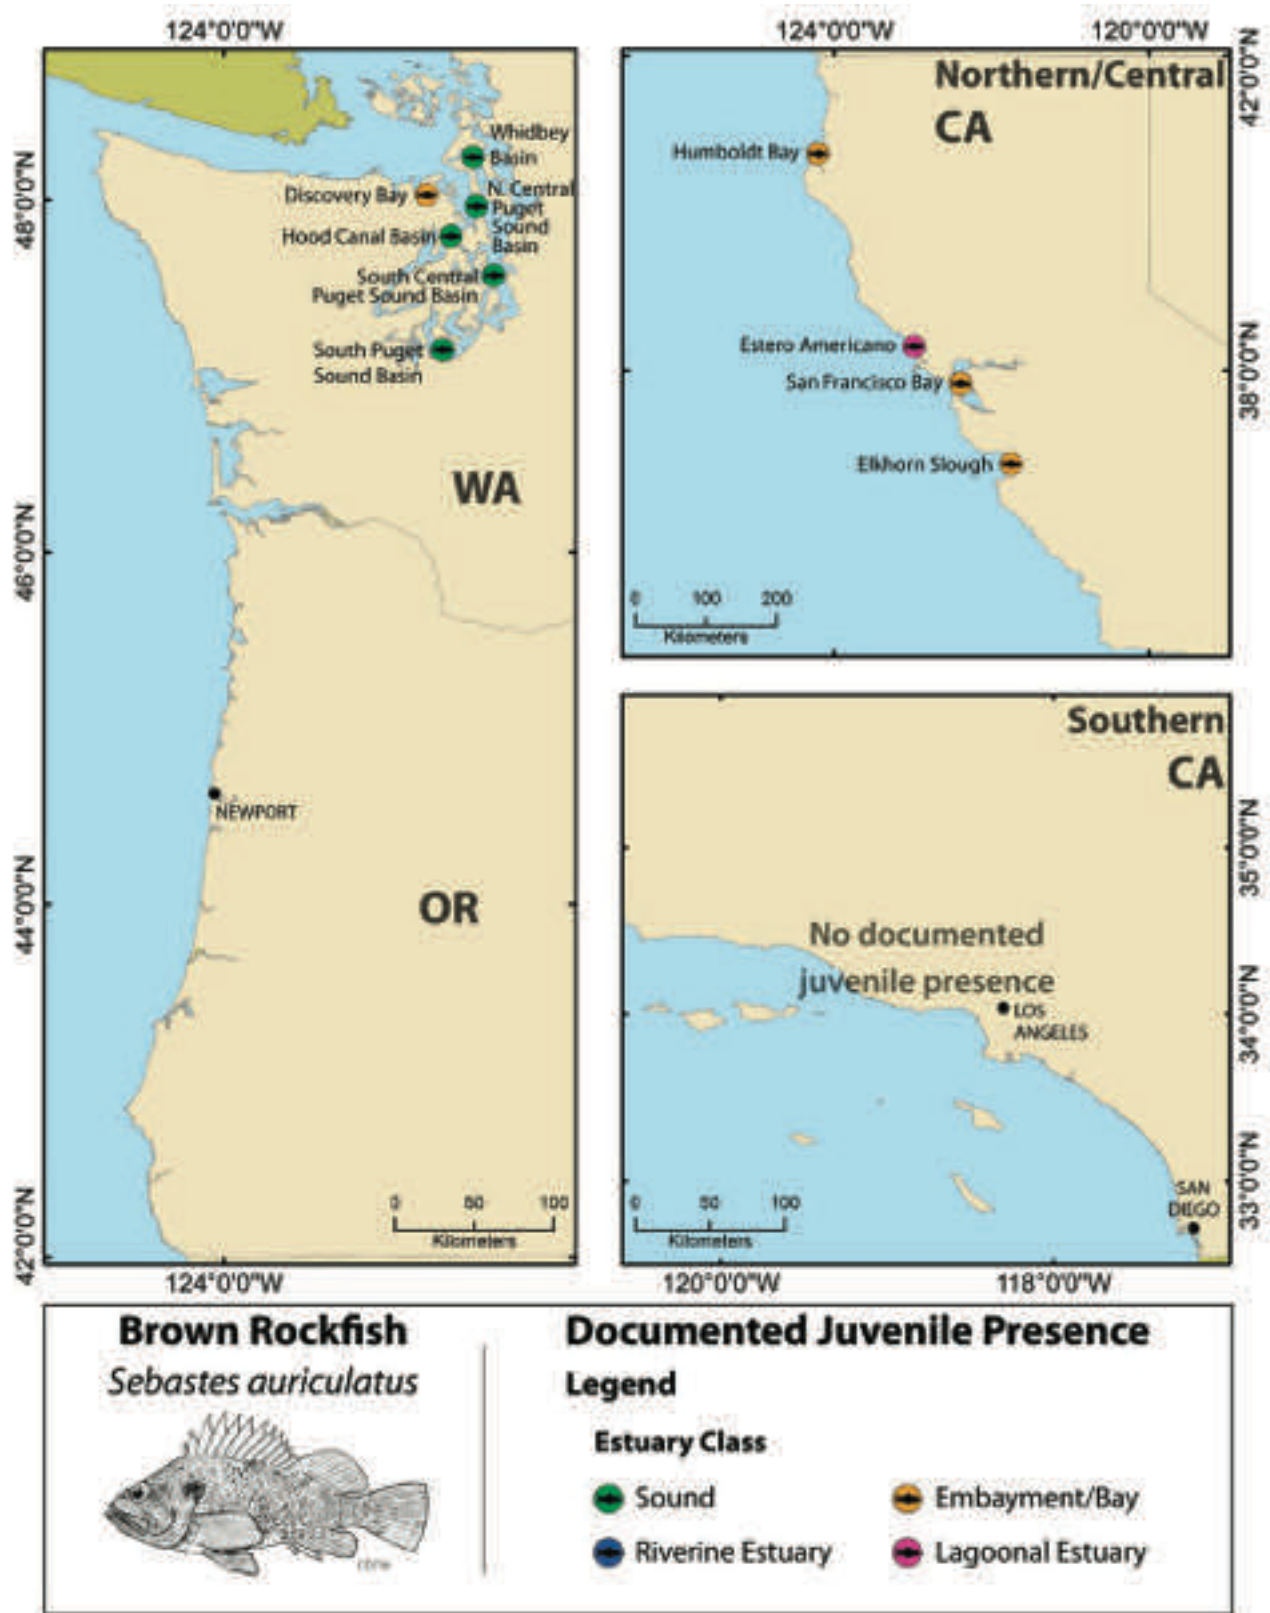 124°0'0"W
48°0'0"N
46°0'0"N
44°0'0"N
42°0'0"N
Whidbey
Basin
Discovery Bay
N. Central
Puget
Sound
Basin
Hood Canal Basin
South Central
Puget Sound Basin
South Puget
Sound Basin
WA
NEWPORT
OR
0 50 100
Kilometers
124°0'0"W
124°0'0"W 120°0'0"W
Northern/Central
CA
42°0'0"N
Humboldt Bay
Estero Americano
San Francisco Bay
38°0'0"N
Elkhorn Slough
0 100 200
Kilometers
Southern
CA
35°0'0"N
No documented
juvenile presence
LOS
ANGELES
34°0'0"N
SAN
DIEGO
33°0'0"N
0 50 100
Kilometers
120°0'0"W 118°0'0"W
Brown Rockfish
Sebastes auriculatus
Documented Juvenile Presence
Legend
Estuary Class
Sound
Embayment/Bay
Riverine Estuary
Lagoonal Estuary